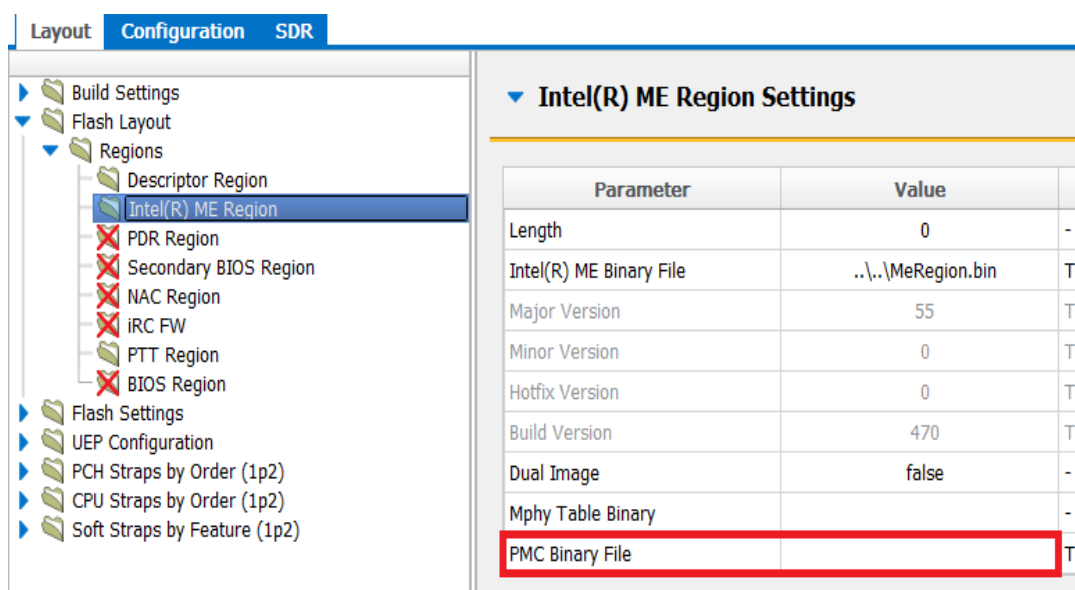 Layout Configuration SDR
Build Settings
Flash Layout
Regions
Descriptor Region
Intel(R) ME Region
PDR Region
Secondary BIOS Region
NAC Region
iRC FW
PTT Region
BIOS Region
Flash Settings
UEP Configuration
PCH Straps by Order (1p2)
CPU Straps by Order (1p2)
Soft Straps by Feature (1p2)
Intel(R) ME Region Settings
Parameter Value
Length 0 -
Intel(R) ME Binary File ..\..\MeRegion.bin T
Major Version 55 T
Minor Version 0 T
Hotfix Version 0 T
Build Version 470 T
Dual Image false -
Mphy Table Binary -
PMC Binary File T